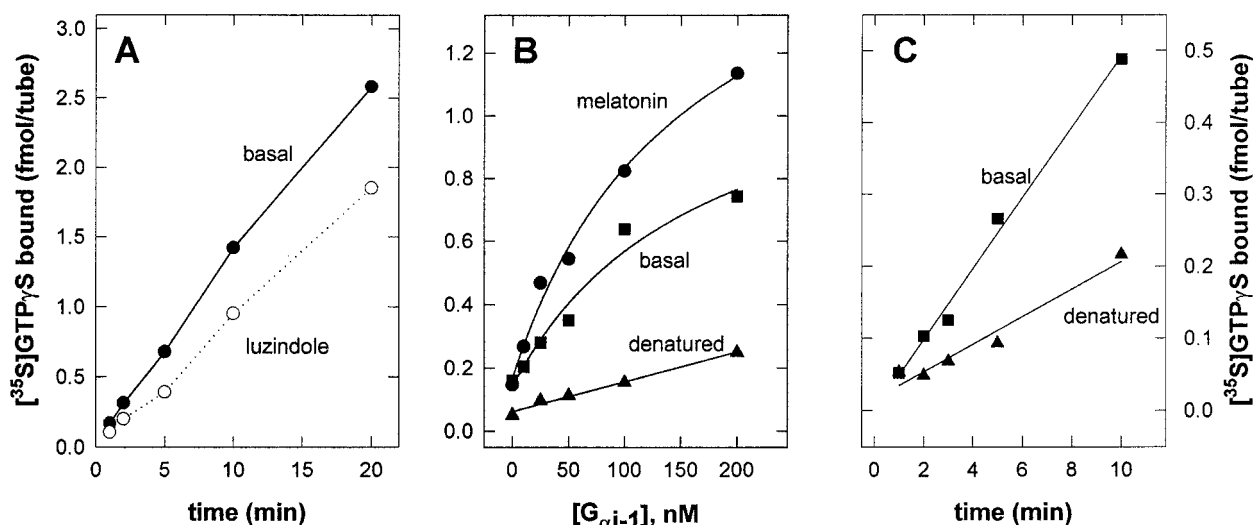 A
B
C
[³⁵S]GTPγS bound (fmol/tube)
3.0
2.5
2.0
1.5
1.0
0.5
0.0
basal
luzindole
0 5 10 15 20
time (min)
1.2
1.0
0.8
0.6
0.4
0.2
0.0
melatonin
basal
denatured
0 50 100 150 200
[Gαi-1], nM
basal
denatured
0 2 4 6 8 10
time (min)
0.5
0.4
0.3
0.2
0.1
0.0
[³⁵S]GTPγS bound (fmol/tube)